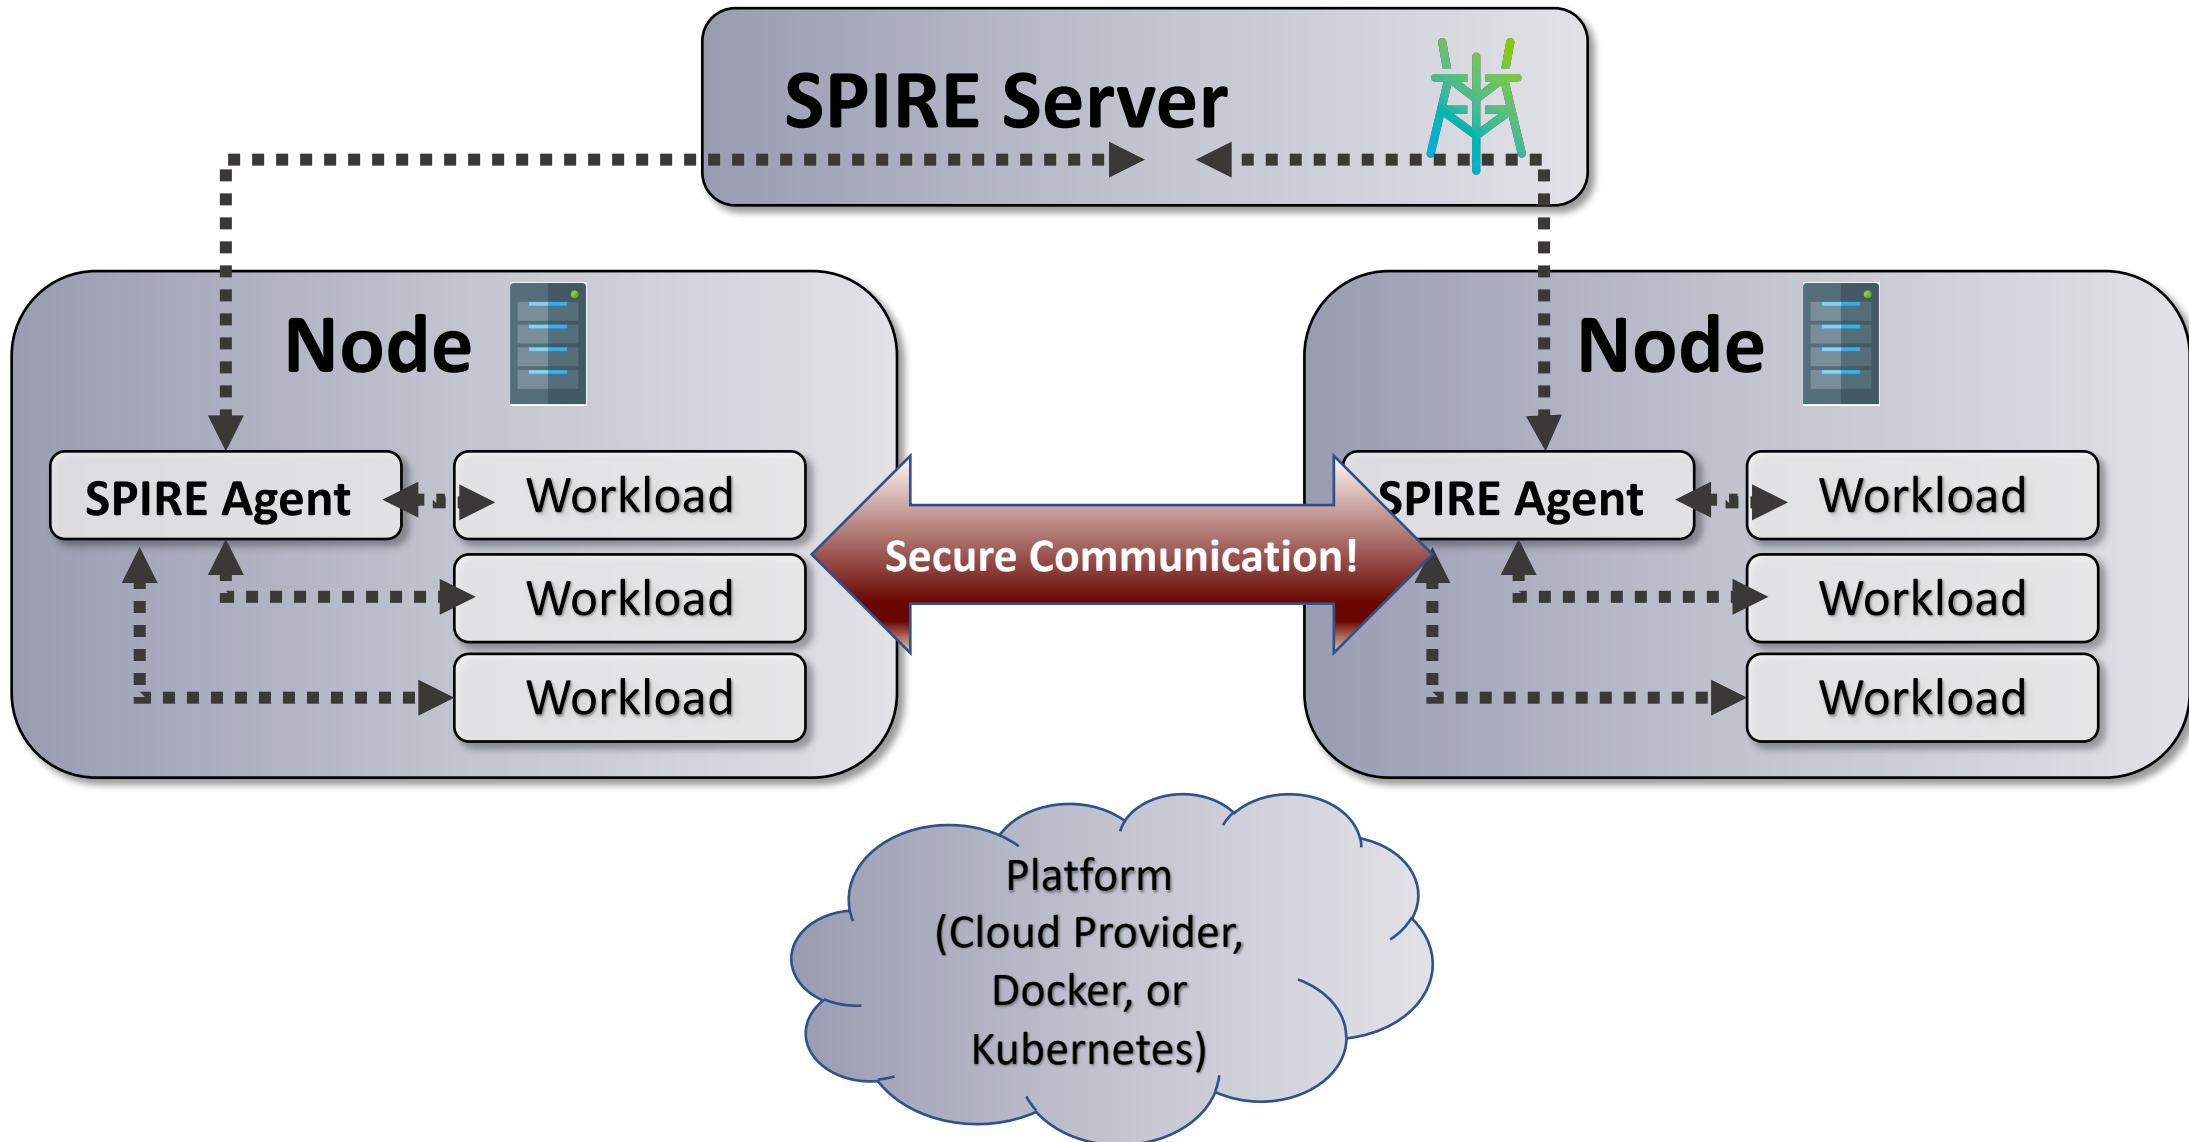 SPIRE Server
Node
SPIRE Agent
Workload
Workload
Workload
Secure Communication!
Node
SPIRE Agent
Workload
Workload
Workload
Platform
(Cloud Provider,
Docker, or
Kubernetes)